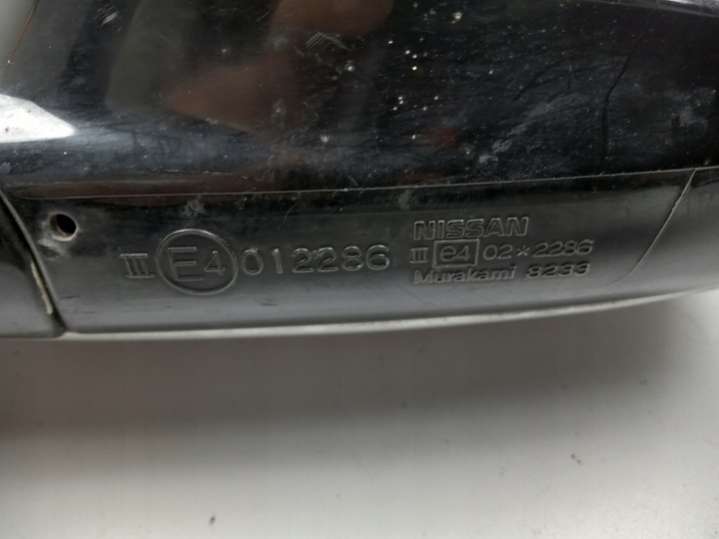 III E4 012286
NISSAN
III e4 02*2286
Murakami 8233